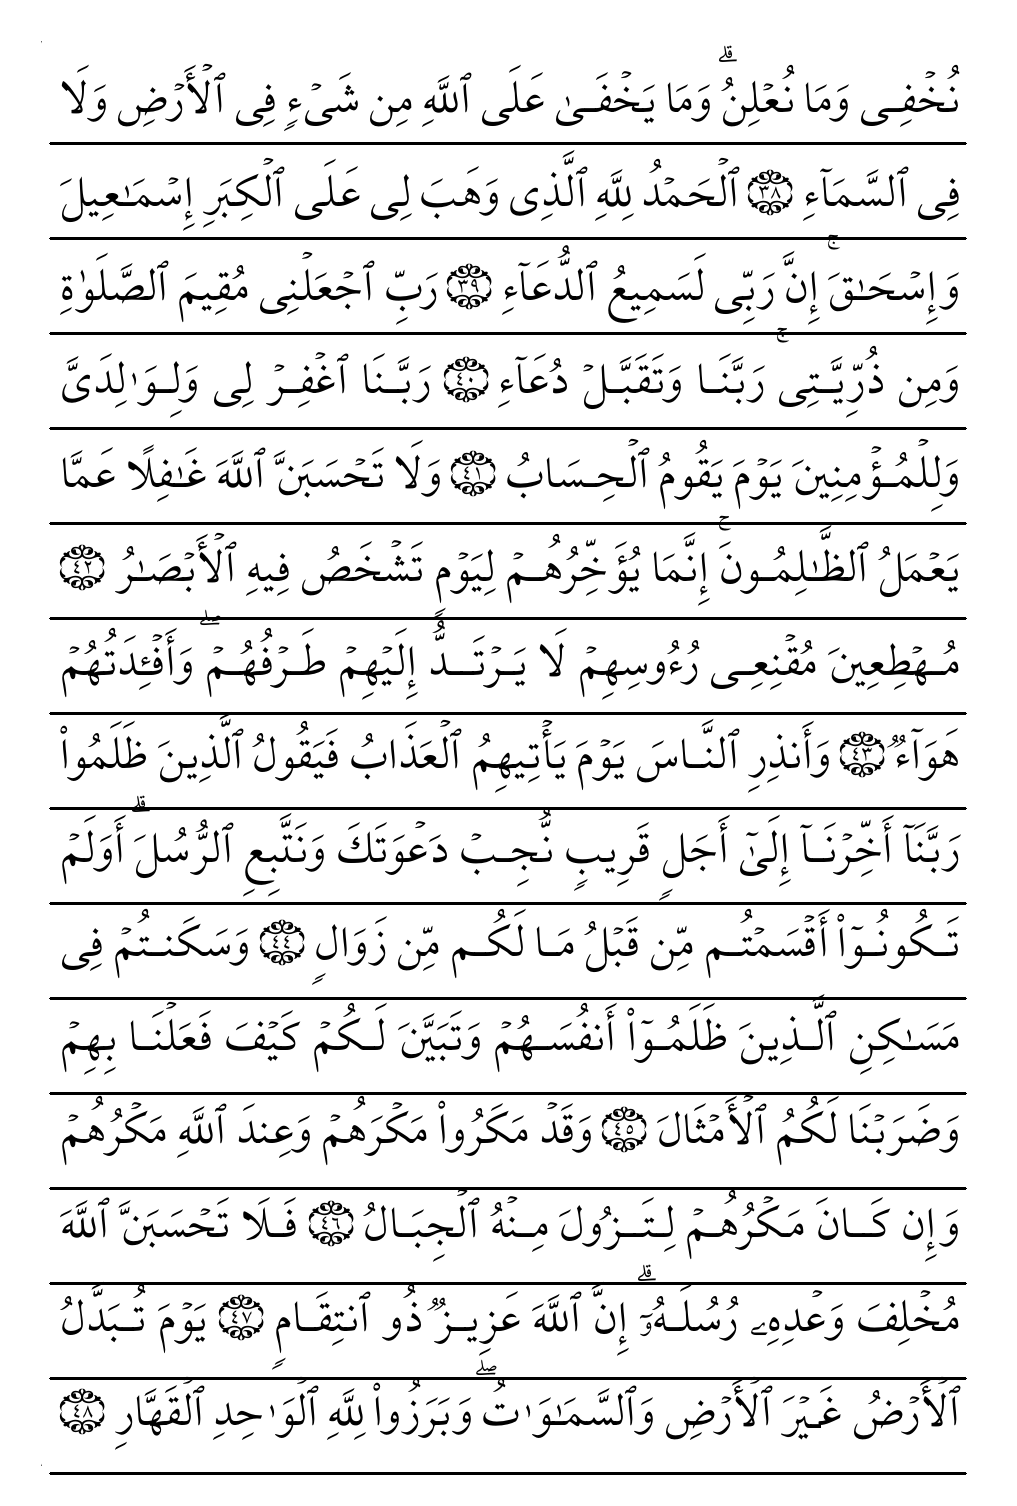 نُخۡفِي وَمَا نُعۡلِنُۗ وَمَا يَخۡفَىٰ عَلَى ٱللَّهِ مِن شَيۡءٖ فِي ٱلۡأَرۡضِ وَلَا
فِي ٱلسَّمَآءِ ٣٨ ٱلۡحَمۡدُ لِلَّهِ ٱلَّذِي وَهَبَ لِي عَلَى ٱلۡكِبَرِ إِسۡمَٰعِيلَ
وَإِسۡحَٰقَۚ إِنَّ رَبِّي لَسَمِيعُ ٱلدُّعَآءِ ٣٩ رَبِّ ٱجۡعَلۡنِي مُقِيمَ ٱلصَّلَوٰةِ
وَمِن ذُرِّيَّتِيۚ رَبَّنَا وَتَقَبَّلۡ دُعَآءِ ٤٠ رَبَّنَا ٱغۡفِرۡ لِي وَلِوَٰلِدَيَّ
وَلِلۡمُؤۡمِنِينَ يَوۡمَ يَقُومُ ٱلۡحِسَابُ ٤١ وَلَا تَحۡسَبَنَّ ٱللَّهَ غَٰفِلًا عَمَّا
يَعۡمَلُ ٱلظَّٰلِمُونَۚ إِنَّمَا يُؤَخِّرُهُمۡ لِيَوۡمٖ تَشۡخَصُ فِيهِ ٱلۡأَبۡصَٰرُ ٤٢
مُهۡطِعِينَ مُقۡنِعِي رُءُوسِهِمۡ لَا يَرۡتَدُّ إِلَيۡهِمۡ طَرۡفُهُمۡۖ وَأَفۡـِٔدَتُهُمۡ
هَوَآءٞ ٤٣ وَأَنذِرِ ٱلنَّاسَ يَوۡمَ يَأۡتِيهِمُ ٱلۡعَذَابُ فَيَقُولُ ٱلَّذِينَ ظَلَمُواْ
رَبَّنَآ أَخِّرۡنَآ إِلَىٰٓ أَجَلٖ قَرِيبٖ نُّجِبۡ دَعۡوَتَكَ وَنَتَّبِعِ ٱلرُّسُلَۗ أَوَلَمۡ
تَكُونُوٓاْ أَقۡسَمۡتُم مِّن قَبۡلُ مَا لَكُم مِّن زَوَالٖ ٤٤ وَسَكَنتُمۡ فِي
مَسَٰكِنِ ٱلَّذِينَ ظَلَمُوٓاْ أَنفُسَهُمۡ وَتَبَيَّنَ لَكُمۡ كَيۡفَ فَعَلۡنَا بِهِمۡ
وَضَرَبۡنَا لَكُمُ ٱلۡأَمۡثَالَ ٤٥ وَقَدۡ مَكَرُواْ مَكۡرَهُمۡ وَعِندَ ٱللَّهِ مَكۡرُهُمۡ
وَإِن كَانَ مَكۡرُهُمۡ لِتَزُولَ مِنۡهُ ٱلۡجِبَالُ ٤٦ فَلَا تَحۡسَبَنَّ ٱللَّهَ
مُخۡلِفَ وَعۡدِهِۦ رُسُلَهُۥٓۗ إِنَّ ٱللَّهَ عَزِيزٞ ذُو ٱنتِقَامٖ ٤٧ يَوۡمَ تُبَدَّلُ
ٱلۡأَرۡضُ غَيۡرَ ٱلۡأَرۡضِ وَٱلسَّمَٰوَٰتُۖ وَبَرَزُواْ لِلَّهِ ٱلۡوَٰحِدِ ٱلۡقَهَّارِ ٤٨